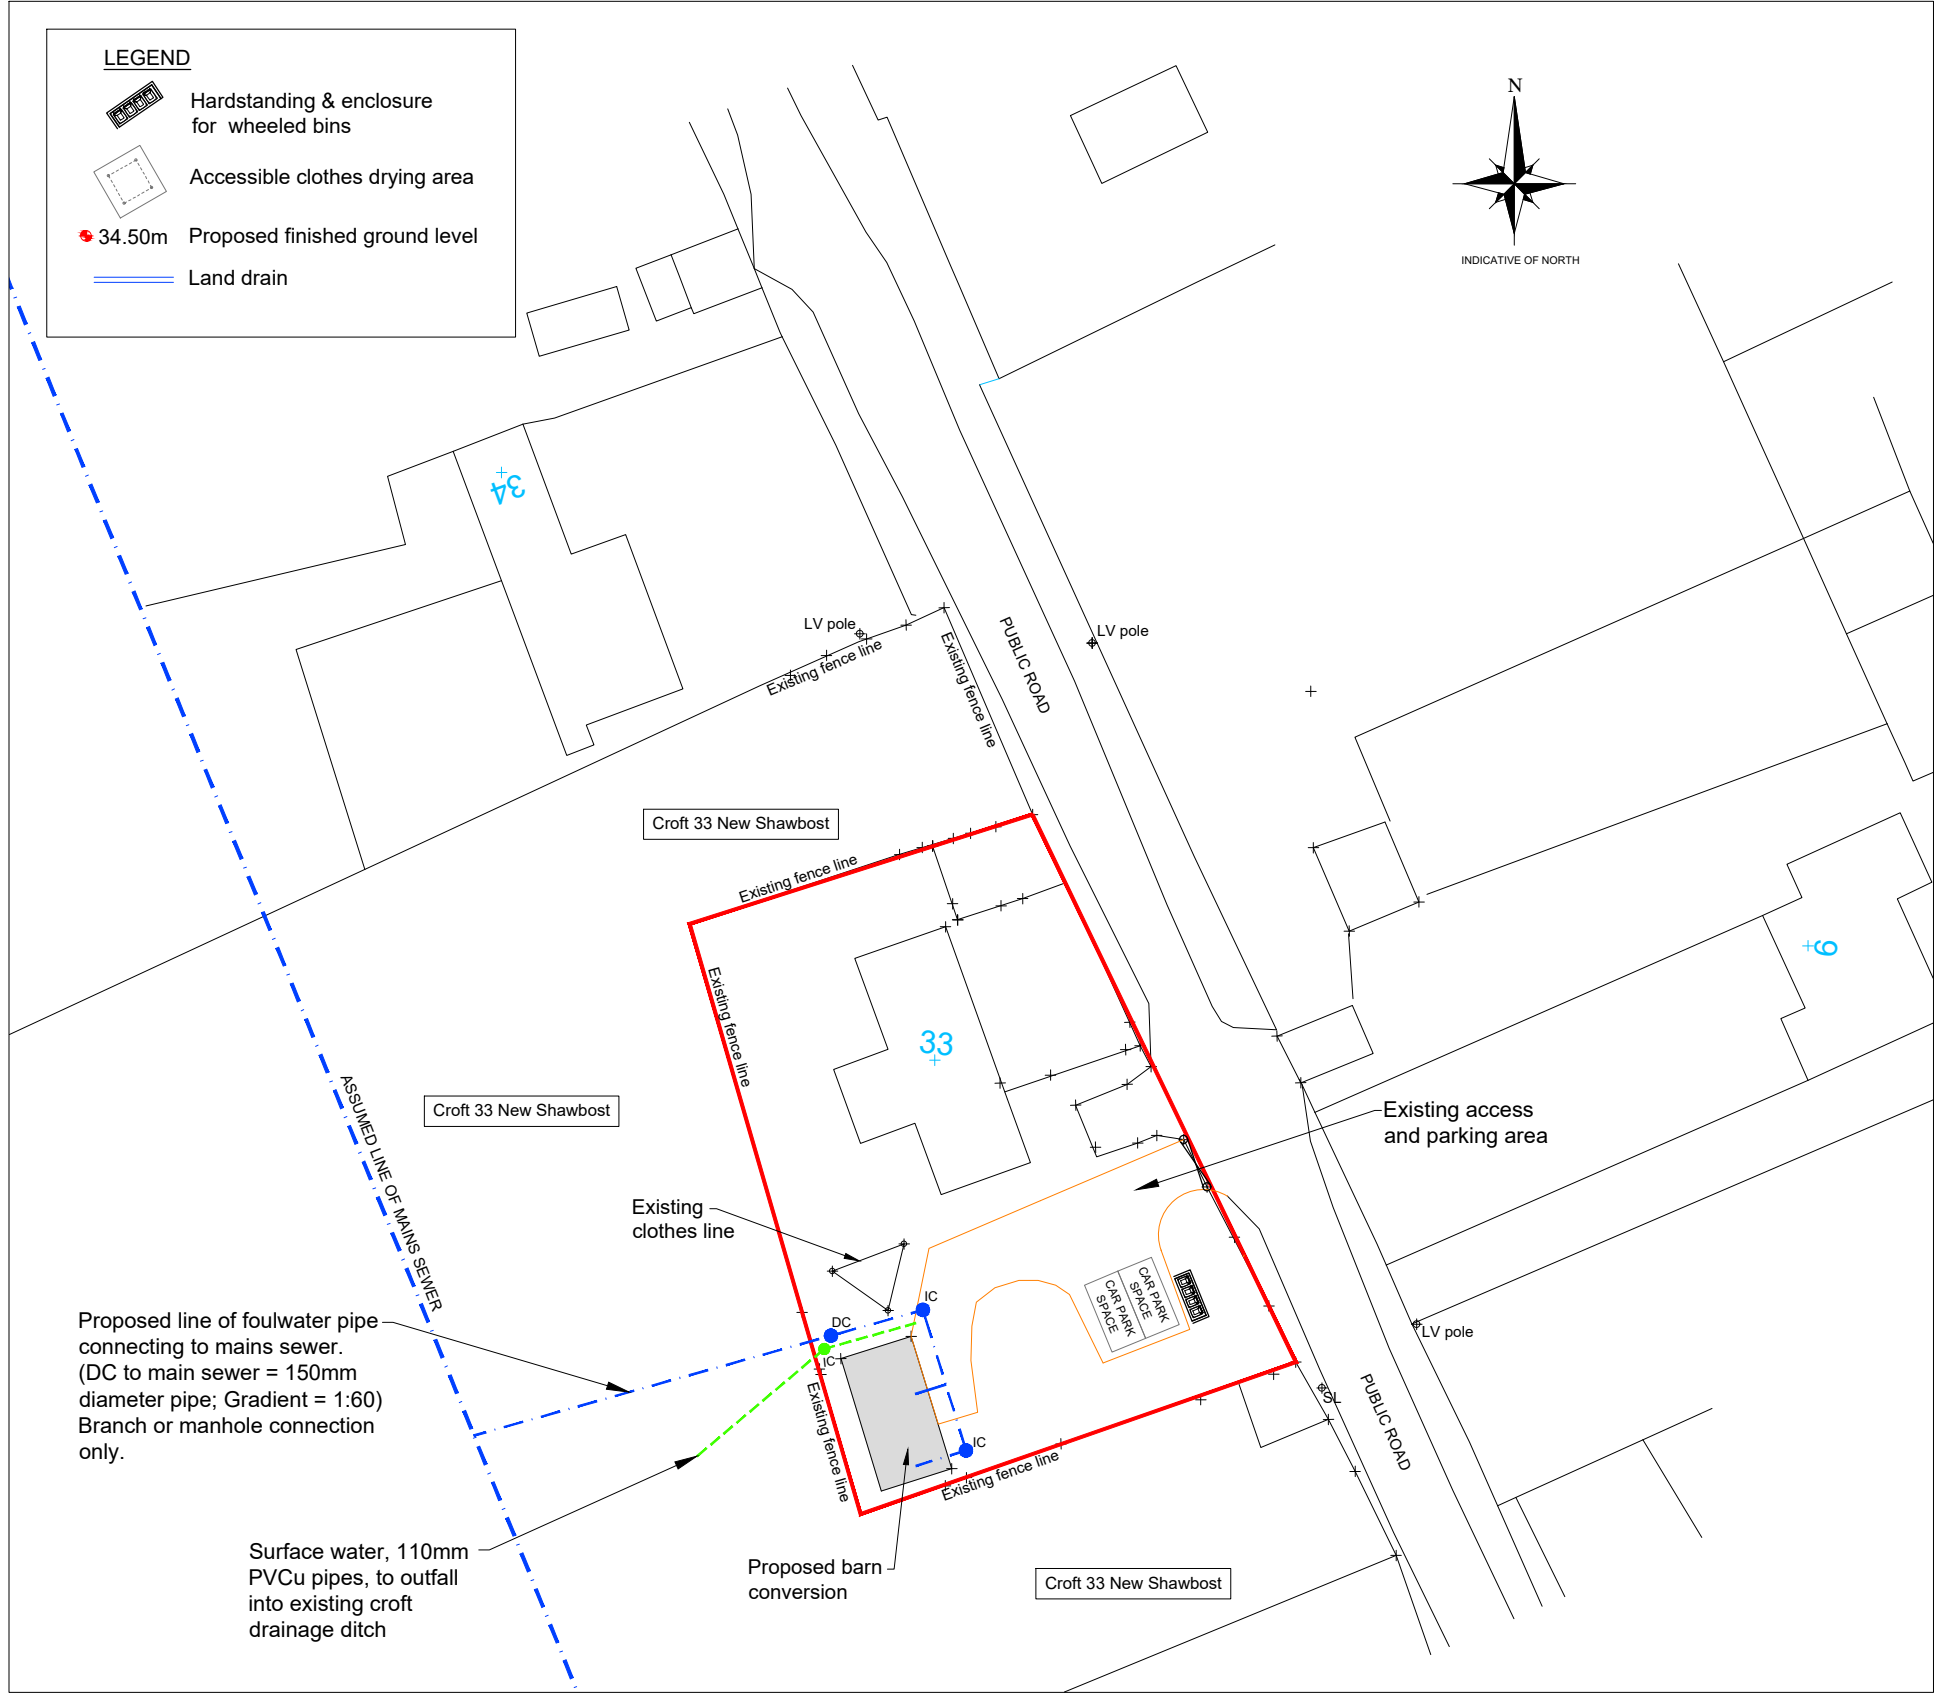 LEGEND
Hardstanding & enclosure
for wheeled bins
Accessible clothes drying area
34.50m Proposed finished ground level
Land drain
N
INDICATIVE OF NORTH
34
LV pole
Existing fence line
Existing fence line
PUBLIC ROAD
LV pole
Croft 33 New Shawbost
Existing fence line
Existing fence line
33
9
Croft 33 New Shawbost
ASSUMED LINE OF MAINS SEWER
Existing access
and parking area
Existing
clothes line
CAR PARK
SPACE
CAR PARK
SPACE
IC
DC
IC
IC
LV pole
SL
PUBLIC ROAD
Proposed line of foulwater pipe
connecting to mains sewer.
(DC to main sewer = 150mm
diameter pipe; Gradient = 1:60)
Branch or manhole connection
only.
Existing fence line
Existing fence line
Surface water, 110mm
PVCu pipes, to outfall
into existing croft
drainage ditch
Proposed barn
conversion
Croft 33 New Shawbost